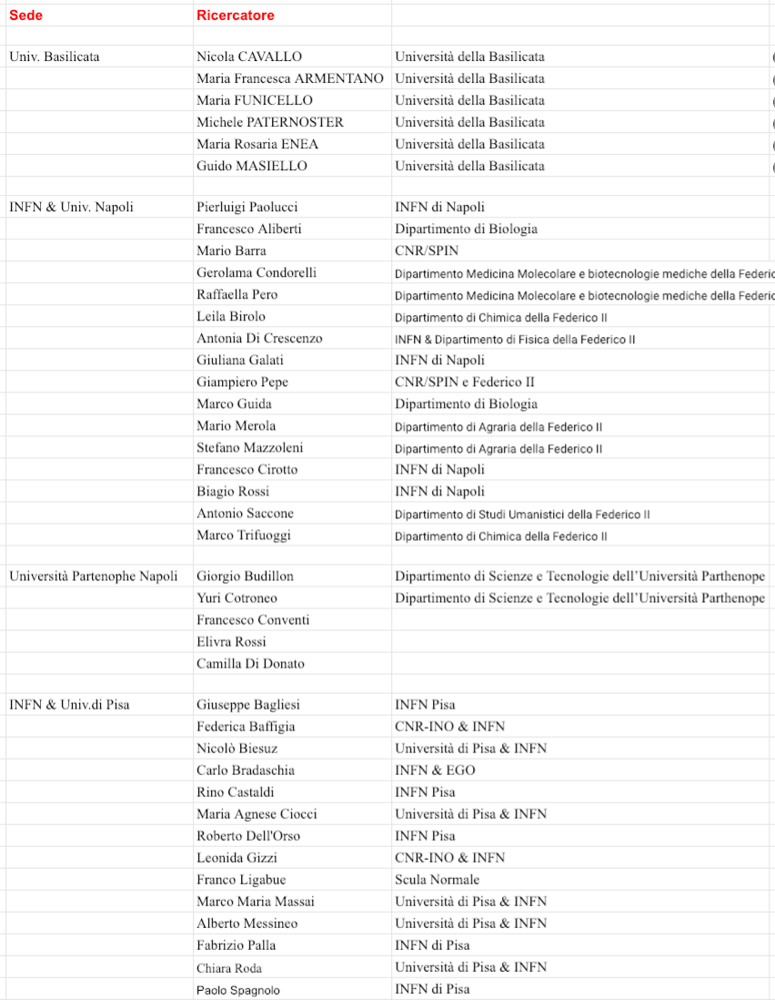 Sede Ricercatore
Univ. Basilicata Nicola CAVALLO Università della Basilicata
Maria Francesca ARMENTANO Università della Basilicata
Maria FUNICELLO Università della Basilicata
Michele PATERNOSTER Università della Basilicata
Maria Rosaria ENEA Università della Basilicata
Guido MASIELLO Università della Basilicata
INFN & Univ. Napoli Pierluigi Paolucci INFN di Napoli
Francesco Aliberti Dipartimento di Biologia
Mario Barra CNR/SPIN
Gerolama Condorelli Dipartimento Medicina Molecolare e biotecnologie mediche della Federic
Raffaella Pero Dipartimento Medicina Molecolare e biotecnologie mediche della Federic
Leila Birolo Dipartimento di Chimica della Federico II
Antonia Di Crescenzo INFN & Dipartimento di Fisica della Federico II
Giuliana Galati INFN di Napoli
Giampiero Pepe CNR/SPIN e Federico II
Marco Guida Dipartimento di Biologia
Mario Merola Dipartimento di Agraria della Federico II
Stefano Mazzoleni Dipartimento di Agraria della Federico II
Francesco Cirotto INFN di Napoli
Biagio Rossi INFN di Napoli
Antonio Saccone Dipartimento di Studi Umanistici della Federico II
Marco Trifuoggi Dipartimento di Chimica della Federico II
Università Partenophe Napoli Giorgio Budillon Dipartimento di Scienze e Tecnologie dell’Università Parthenope
Yuri Cotroneo Dipartimento di Scienze e Tecnologie dell’Università Parthenope
Francesco Conventi
Elivra Rossi
Camilla Di Donato
INFN & Univ.di Pisa Giuseppe Bagliesi INFN Pisa
Federica Baffigia CNR-INO & INFN
Nicolò Biesuz Università di Pisa & INFN
Carlo Bradaschia INFN & EGO
Rino Castaldi INFN Pisa
Maria Agnese Ciocci Università di Pisa & INFN
Roberto Dell'Orso INFN Pisa
Leonida Gizzi CNR-INO & INFN
Franco Ligabue Scula Normale
Marco Maria Massai Università di Pisa & INFN
Alberto Messineo Università di Pisa & INFN
Fabrizio Palla INFN di Pisa
Chiara Roda Università di Pisa & INFN
Paolo Spagnolo INFN di Pisa